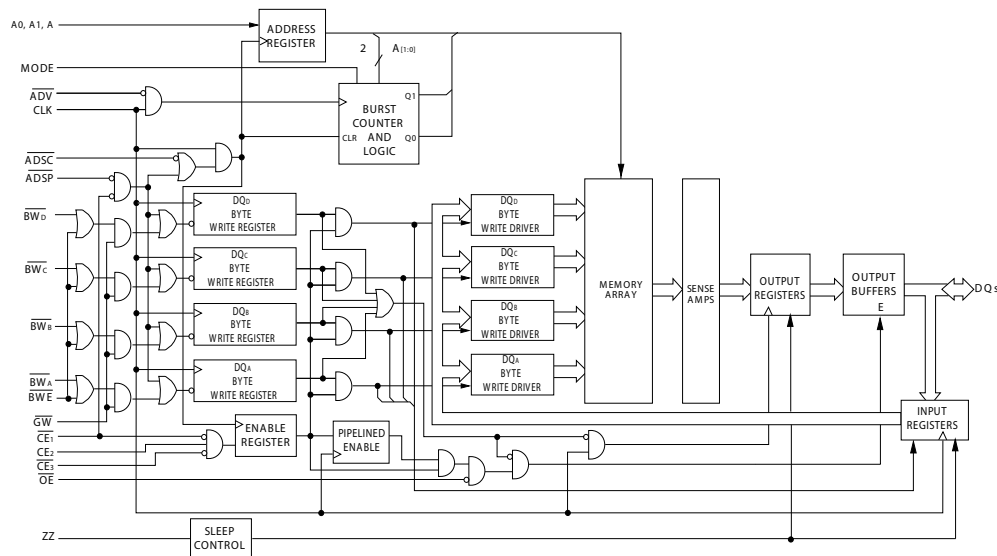 A0, A1, A
ADDRESS
REGISTER
2
A[1:0]
MODE
ADV
CLK
BURST
COUNTER
AND
LOGIC
CLR
Q1
Q0
ADSC
ADSP
BWD
DQD
BYTE
WRITE REGISTER
DQD
BYTE
WRITE DRIVER
BWC
DQC
BYTE
WRITE REGISTER
DQC
BYTE
WRITE DRIVER
MEMORY
ARRAY
SENSE
AMPS
OUTPUT
REGISTERS
OUTPUT
BUFFERS
E
DQs
BWB
DQB
BYTE
WRITE REGISTER
DQB
BYTE
WRITE DRIVER
BWA
BWE
DQA
BYTE
WRITE REGISTER
DQA
BYTE
WRITE DRIVER
GW
CE1
CE2
CE3
OE
ENABLE
REGISTER
PIPELINED
ENABLE
INPUT
REGISTERS
ZZ
SLEEP
CONTROL